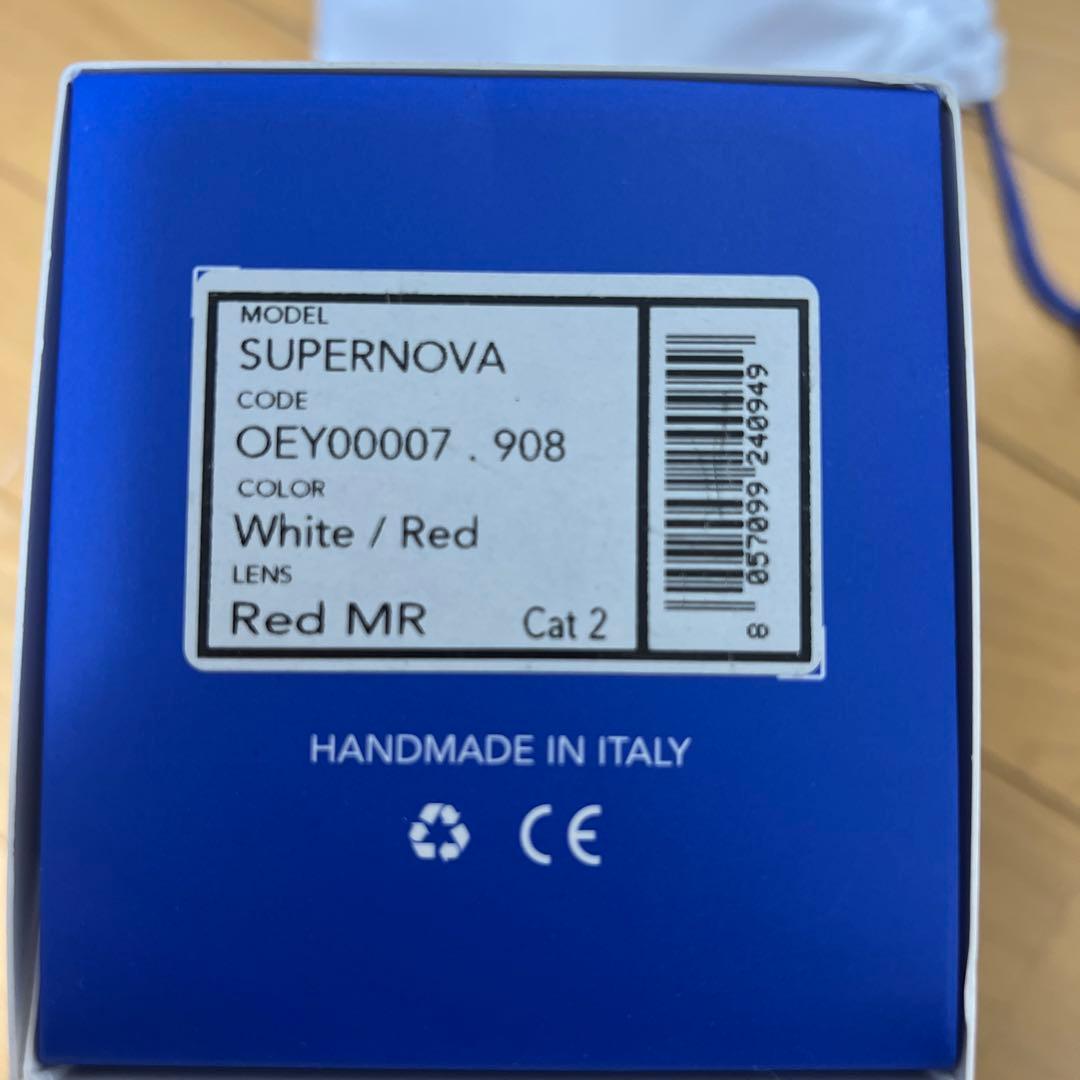 MODEL
SUPERNOVA
CODE
OEY00007 . 908
COLOR
White / Red
LENS
Red MR Cat 2
8 057099 240949
HANDMADE IN ITALY
CE